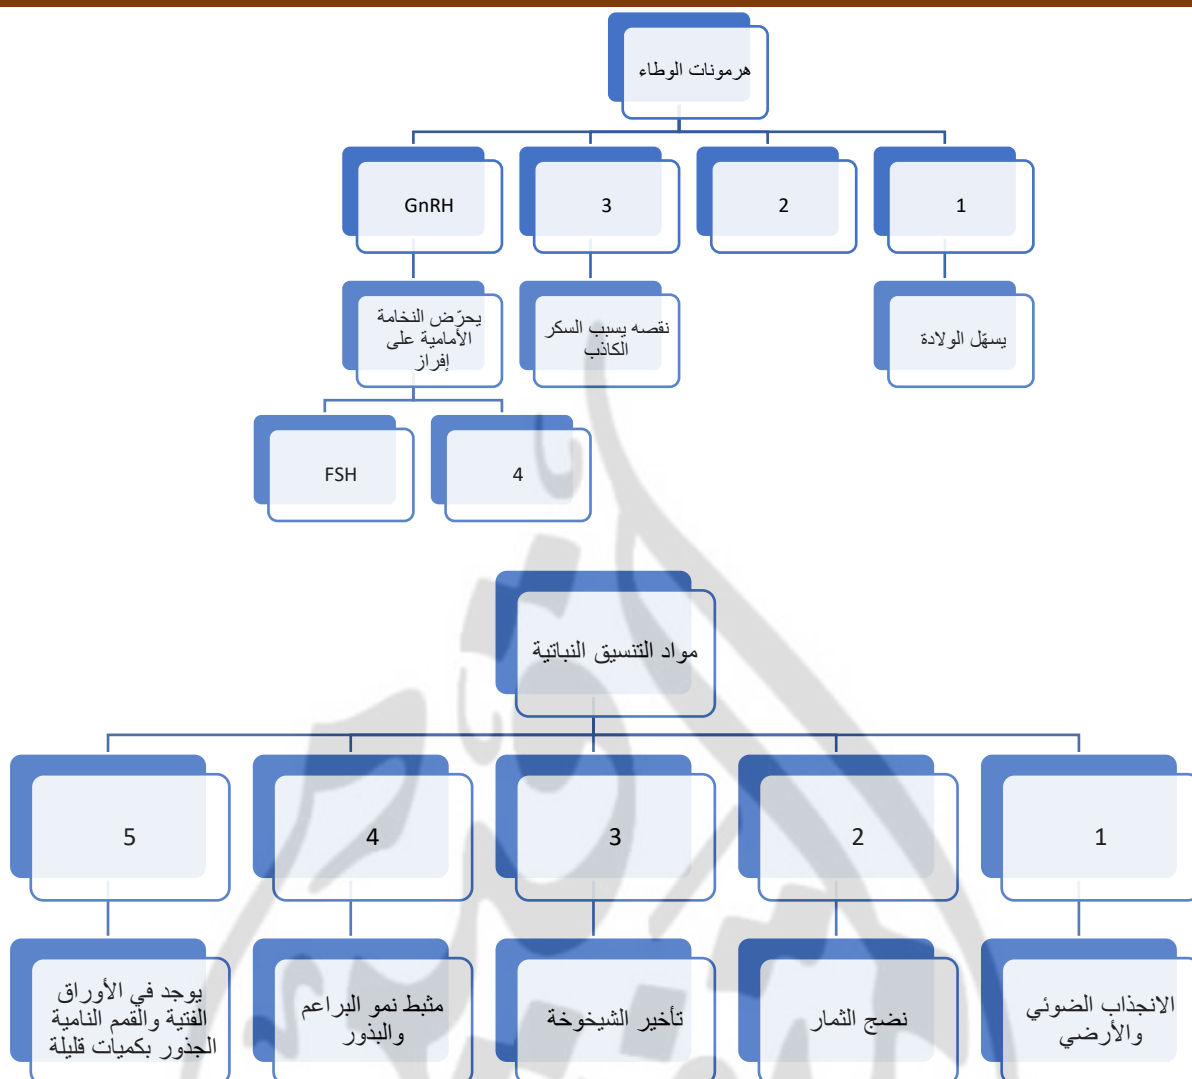 هرمونات الوطاء
1
2
3
GnRH
يسهّل الولادة
نقصه يسبب السكر
الكاذب
يحرّض النخامة
الأمامية على
إفراز
4
FSH
مواد التنسيق النباتية
1
2
3
4
5
الانجذاب الضوئي
والأرضي
نضج الثمار
تأخير الشيخوخة
مثبط نمو البراعم
والبذور
يوجد في الأوراق
الفتية والقمم النامية
الجذور بكميات قليلة